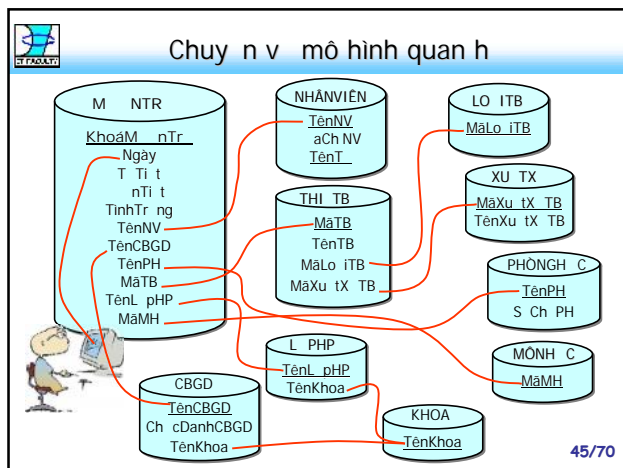 IT FACULTY
Chuy n v mô hình quan h
M NTR
KhoáM nTr
Ngày
T Ti t
nTi t
TìnhTr ng
TênNV
TênCBGD
TênPH
MãTB
TênL pHP
MãMH
NHÂNVIÊN
TênNV
aCh NV
TênT
LO ITB
MãLo iTB
THI TB
MãTB
TênTB
MãLo iTB
MãXu tX TB
XU TX
MãXu tX TB
TênXu tX TB
PHÒNGH C
TênPH
S Ch PH
L PHP
TênL pHP
TênKhoa
MÔNH C
MãMH
CBGD
TênCBGD
Ch cDanhCBGD
TênKhoa
KHOA
TênKhoa
45/70